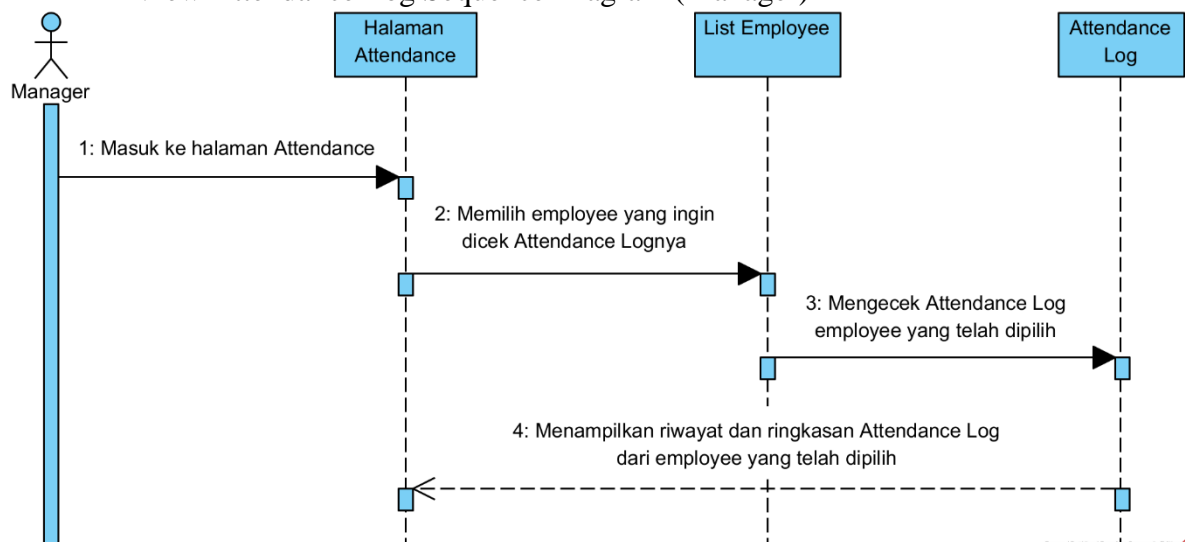 Halaman
Attendance
List Employee
Attendance
Log
Manager
1: Masuk ke halaman Attendance
2: Memilih employee yang ingin
dicek Attendance Lognya
3: Mengecek Attendance Log
employee yang telah dipilih
4: Menampilkan riwayat dan ringkasan Attendance Log
dari employee yang telah dipilih